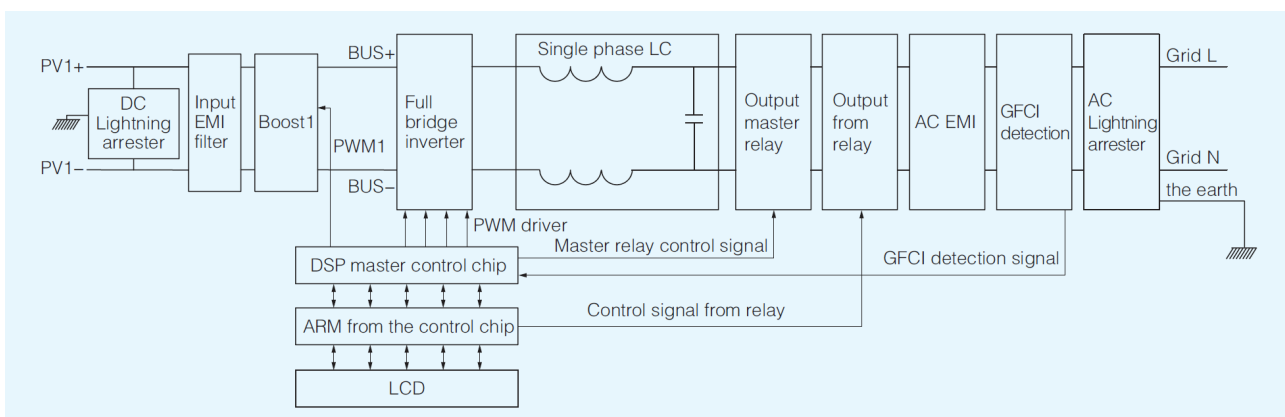 PV1+
DC
Lightning
arrester
PV1−
Input
EMI
filter
Boost1
BUS+
PWM1
BUS−
Full
bridge
inverter
PWM driver
Single phase LC
Output
master
relay
Output
from
relay
AC EMI
GFCI
detection
AC
Lightning
arrester
Grid L
Grid N
the earth
Master relay control signal
GFCI detection signal
DSP master control chip
Control signal from relay
ARM from the control chip
LCD